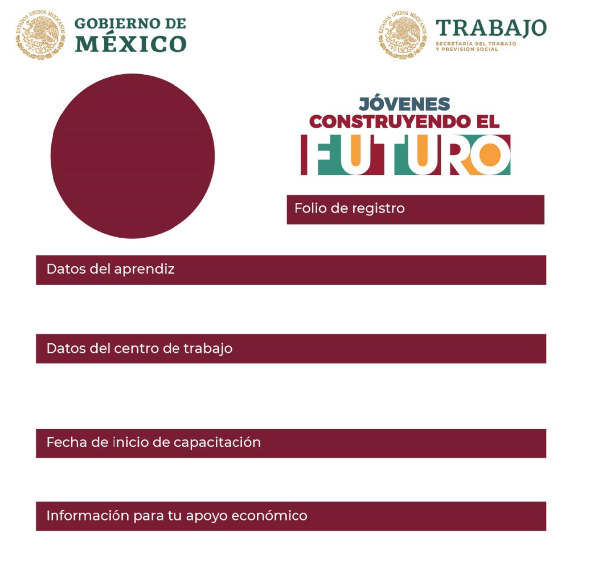 GOBIERNO DE
MÉXICO
TRABAJO
SECRETARÍA DEL TRABAJO
Y PREVISIÓN SOCIAL
JÓVENES
CONSTRUYENDO EL
FUTURO
Folio de registro
Datos del aprendiz
Datos del centro de trabajo
Fecha de inicio de capacitación
Información para tu apoyo económico